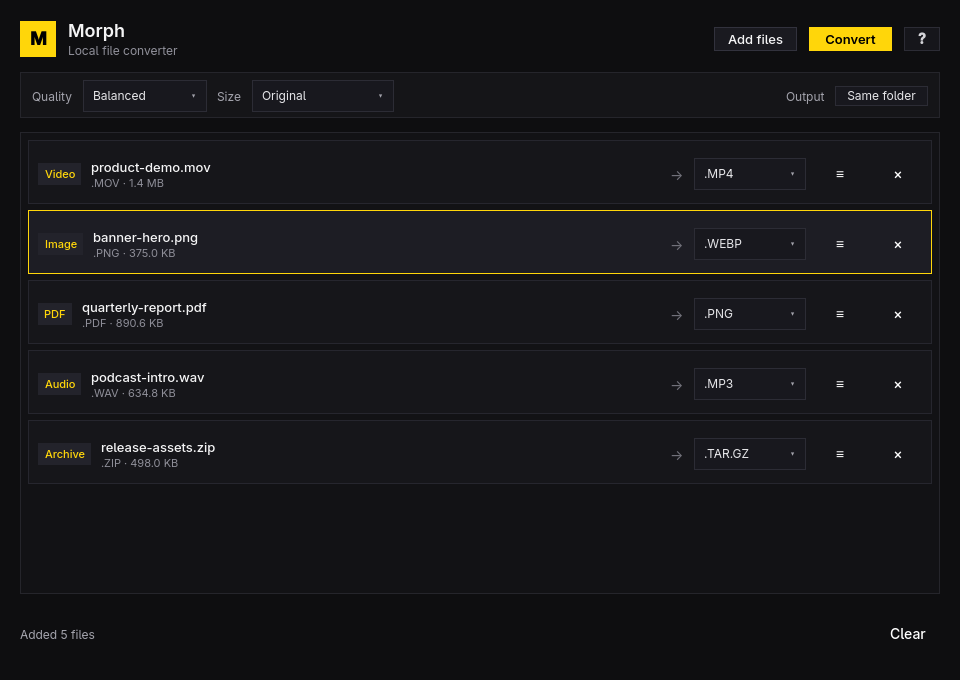 M
Morph
Local file converter
Add files
Convert
?
Quality
Balanced
Size
Original
Output
Same folder
Video
product-demo.mov
.MOV · 1.4 MB
→
.MP4
≡
×
Image
banner-hero.png
.PNG · 375.0 KB
→
.WEBP
≡
×
PDF
quarterly-report.pdf
.PDF · 890.6 KB
→
.PNG
≡
×
Audio
podcast-intro.wav
.WAV · 634.8 KB
→
.MP3
≡
×
Archive
release-assets.zip
.ZIP · 498.0 KB
→
.TAR.GZ
≡
×
Added 5 files
Clear